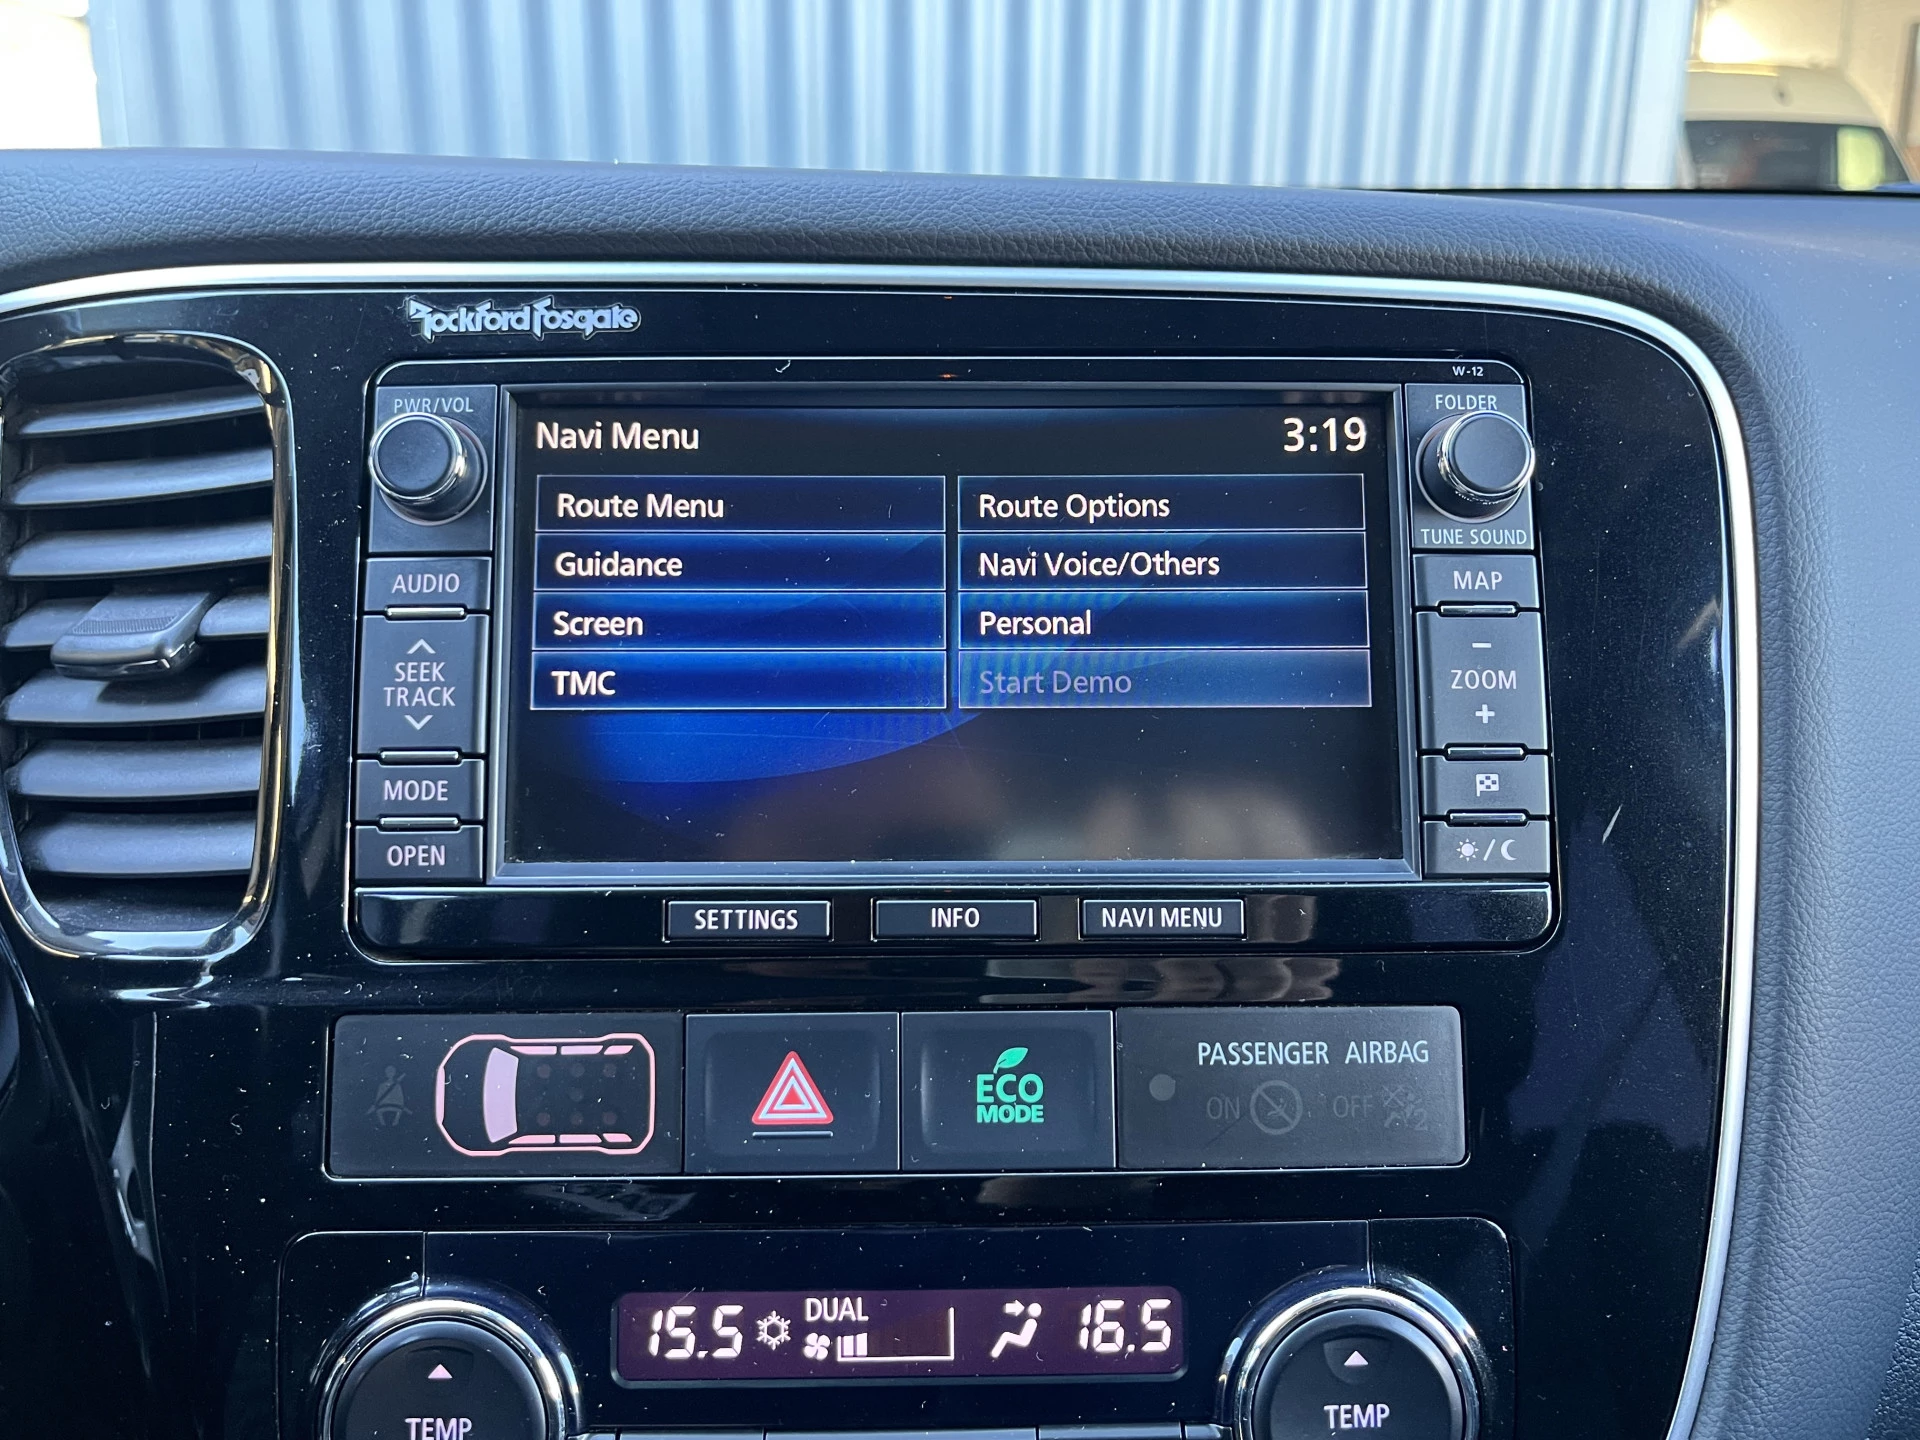 Rockford Fosgate
W-12
PWR/VOL
FOLDER
Navi Menu
3:19
Route Menu
Route Options
TUNE SOUND
Guidance
Navi Voice/Others
AUDIO
MAP
Screen
Personal
SEEK
TRACK
ZOOM
TMC
Start Demo
MODE
OPEN
SETTINGS
INFO
NAVI MENU
ECO
MODE
PASSENGER AIRBAG
ON
OFF
15.5
DUAL
16.5
TEMP
TEMP